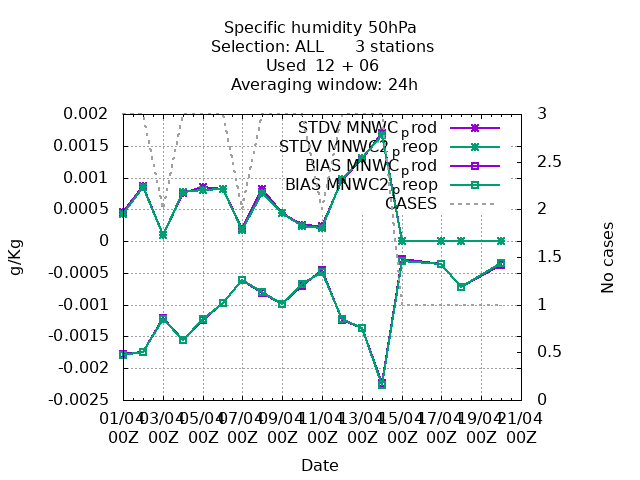 Specific humidity 50hPa
Selection: ALL 3 stations
Used 12 + 06
Averaging window: 24h
STDV MNWC_prod
STDV MNWC2_preop
BIAS MNWC_prod
BIAS MNWC2_preop
CASES
0.002
0.0015
0.001
0.0005
0
-0.0005
-0.001
-0.0015
-0.002
-0.0025
g/Kg
3
2.5
2
1.5
1
0.5
0
No cases
01/04 03/04 05/04 07/04 09/04 11/04 13/04 15/04 17/04 19/04 21/04
00Z 00Z 00Z 00Z 00Z 00Z 00Z 00Z 00Z 00Z 00Z
Date